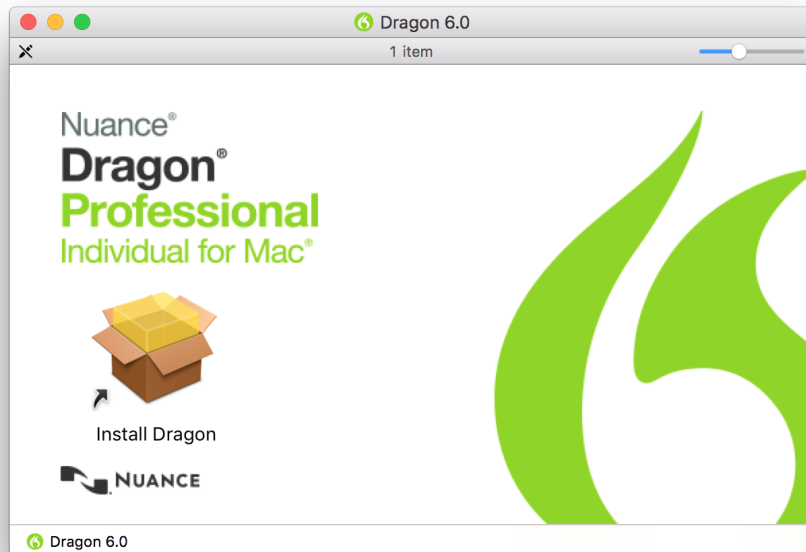 Dragon 6.0
1 item
Nuance®
Dragon®
Professional
Individual for Mac®
Install Dragon
NUANCE
Dragon 6.0